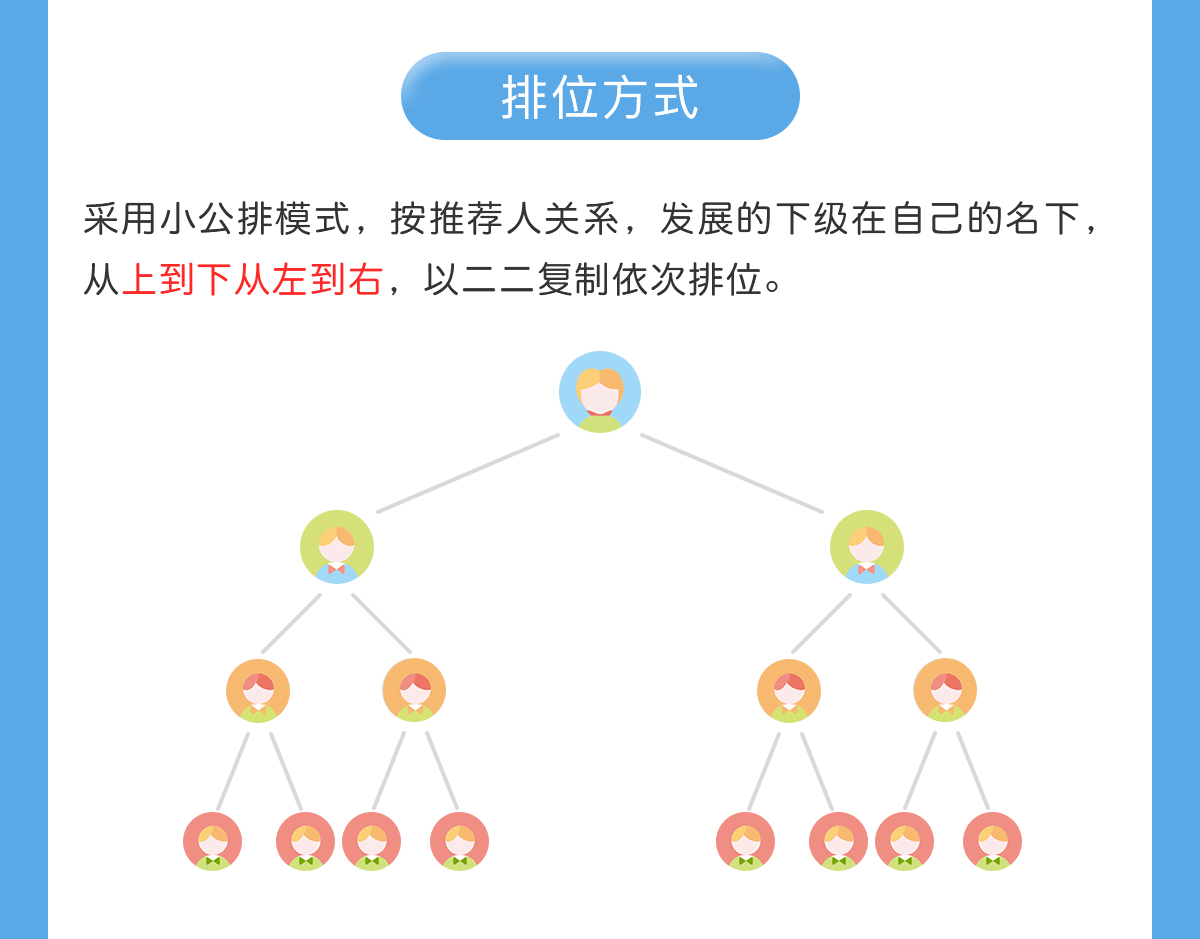 排位方式
采用小公排模式，按推荐人关系，发展的下级在自己的名下，
从上到下从左到右，以二二复制依次排位。